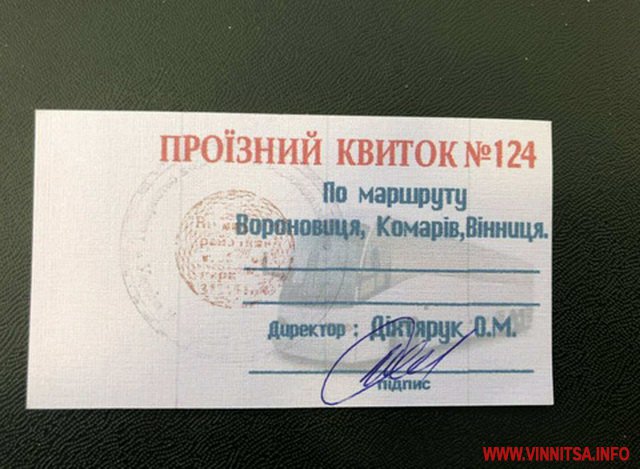 ПРОЇЗНИЙ КВИТОК №124
По маршруту
Вороновиця, Комарів,Вінниця.
Директор : Діхтярук О.М.
підпис
WWW.VINNITSA.INFO